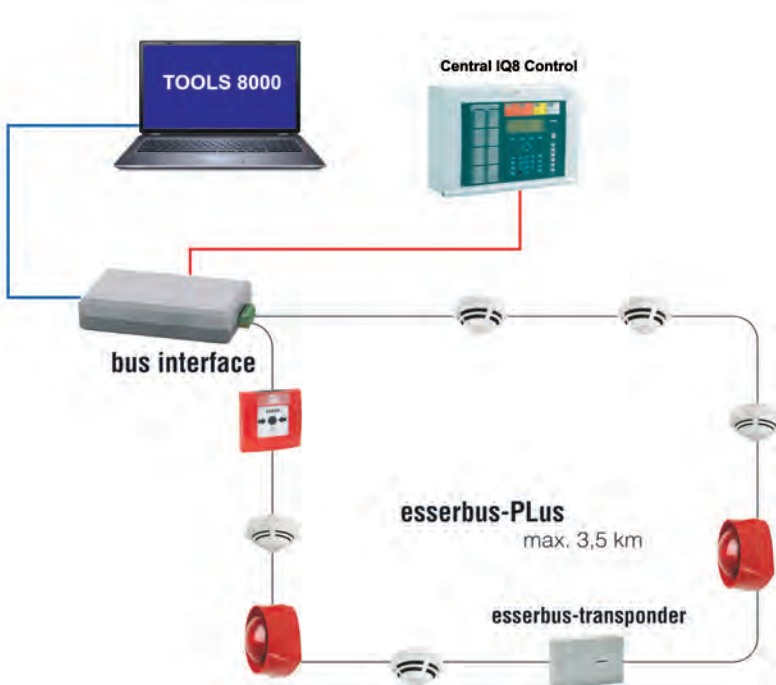 Central IQ8 Control
TOOLS 8000
bus interface
esserbus-PLus
max. 3,5 km
esserbus-transponder